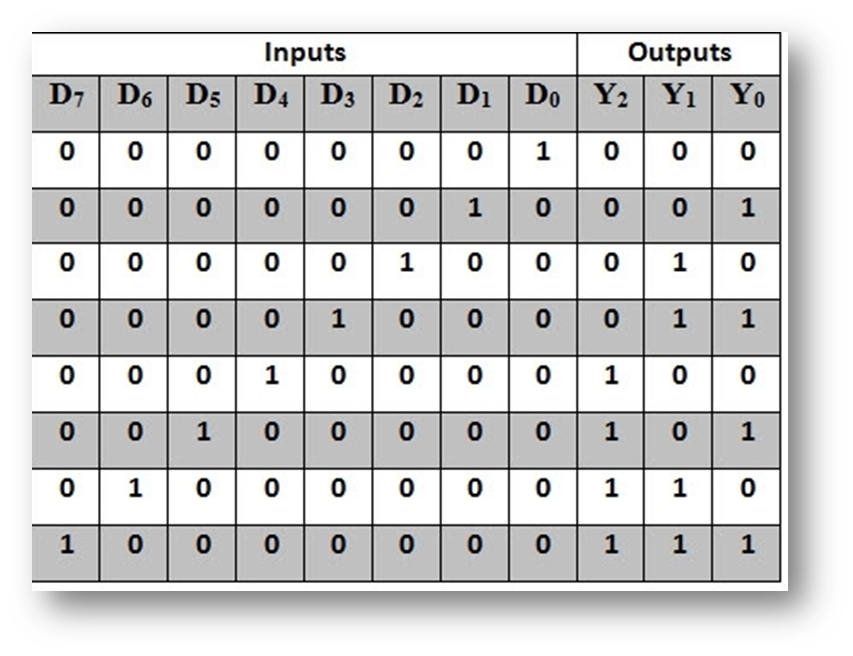 Inputs Outputs
D₇ D₆ D₅ D₄ D₃ D₂ D₁ D₀ Y₂ Y₁ Y₀
0 0 0 0 0 0 0 1 0 0 0
0 0 0 0 0 0 1 0 0 0 1
0 0 0 0 0 1 0 0 0 1 0
0 0 0 0 1 0 0 0 0 1 1
0 0 0 1 0 0 0 0 1 0 0
0 0 1 0 0 0 0 0 1 0 1
0 1 0 0 0 0 0 0 1 1 0
1 0 0 0 0 0 0 0 1 1 1